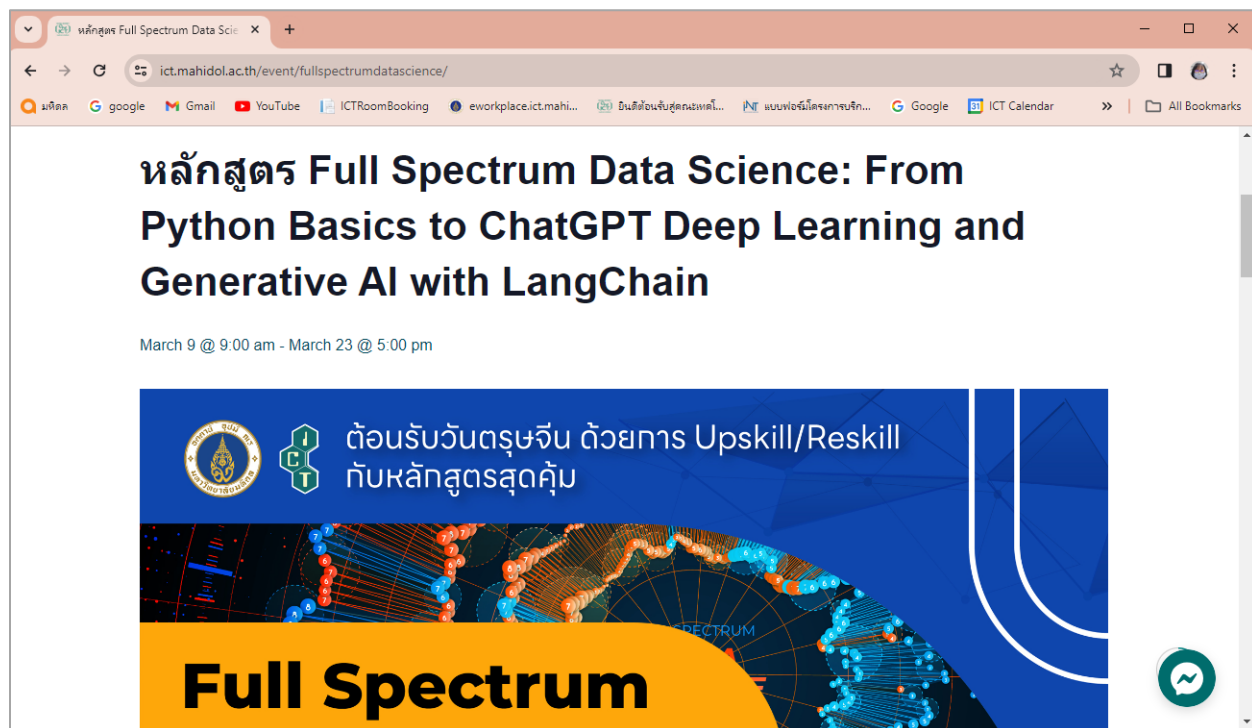 หลักสูตร Full Spectrum Data Scie
ict.mahidol.ac.th/event/fullspectrumdatascience/
มหิดล
google
Gmail
YouTube
ICTRoomBooking
eworkplace.ict.mahi...
ยินดีต้อนรับสู่คณะเทคโ...
แบบฟอร์มโครงการบริก...
Google
ICT Calendar
All Bookmarks
หลักสูตร Full Spectrum Data Science: From
Python Basics to ChatGPT Deep Learning and
Generative AI with LangChain
March 9 @ 9:00 am - March 23 @ 5:00 pm
I
C
T
ต้อนรับวันตรุษจีน ด้วยการ Upskill/Reskill
กับหลักสูตรสุดคุ้ม
SPECTRUM
Full Spectrum